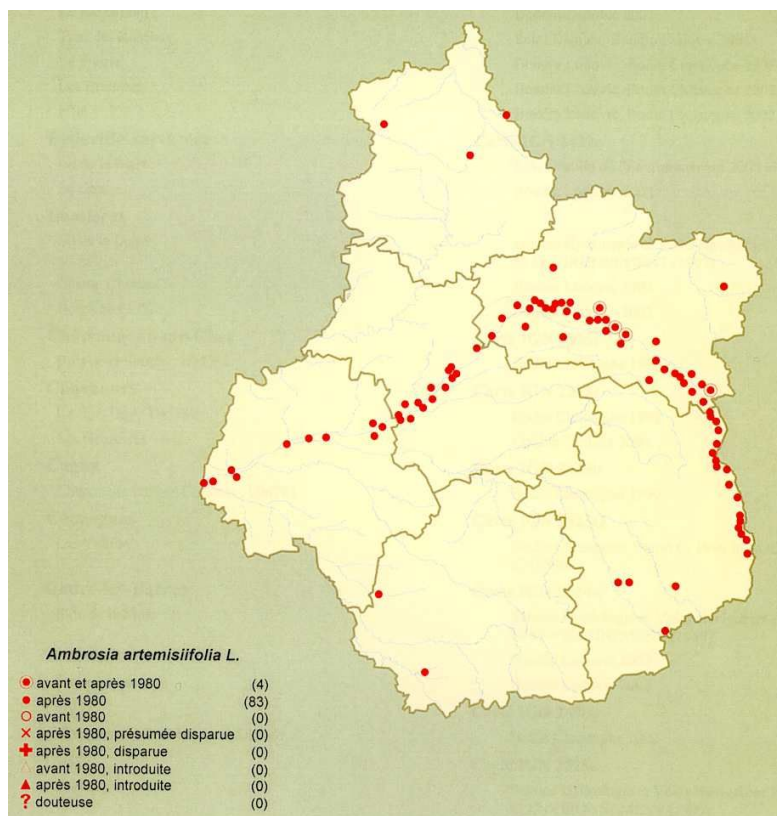 Ambrosia artemisiifolia L.
avant et après 1980 (4)
après 1980 (83)
avant 1980 (0)
après 1980, présumée disparue (0)
après 1980, disparue (0)
avant 1980, introduite (0)
après 1980, introduite (0)
? douteuse (0)